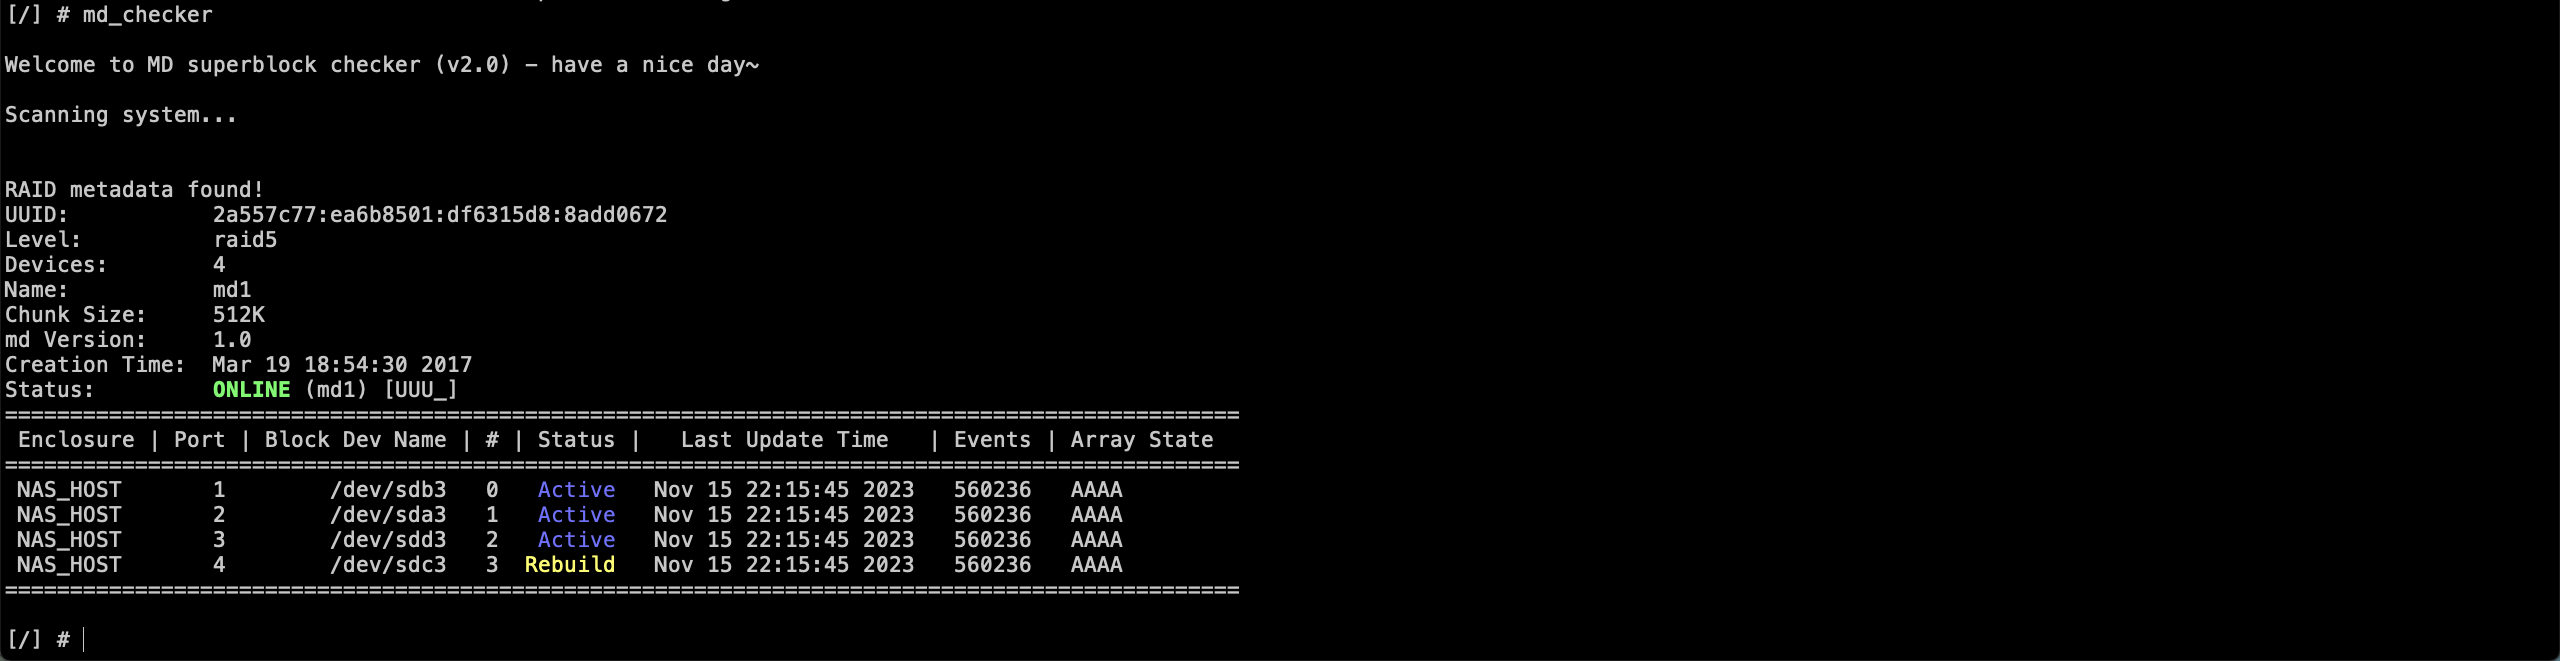 [/] # md_checker
Welcome to MD superblock checker (v2.0) - have a nice day~
Scanning system...
RAID metadata found!
UUID:           2a557c77:ea6b8501:df6315d8:8add0672
Level:          raid5
Devices:        4
Name:           md1
Chunk Size:     512K
md Version:     1.0
Creation Time:  Mar 19 18:54:30 2017
Status:         ONLINE (md1) [UUU_]
===============================================================================================
 Enclosure | Port | Block Dev Name | # | Status |   Last Update Time   | Events | Array State
===============================================================================================
 NAS_HOST       1        /dev/sdb3   0   Active   Nov 15 22:15:45 2023   560236   AAAA
 NAS_HOST       2        /dev/sda3   1   Active   Nov 15 22:15:45 2023   560236   AAAA
 NAS_HOST       3        /dev/sdd3   2   Active   Nov 15 22:15:45 2023   560236   AAAA
 NAS_HOST       4        /dev/sdc3   3  Rebuild   Nov 15 22:15:45 2023   560236   AAAA
===============================================================================================
[/] #